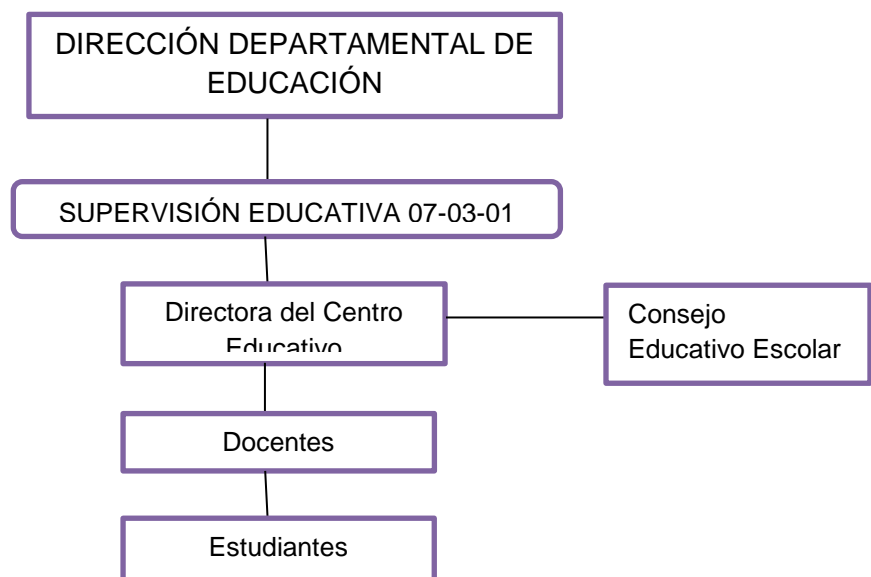 DIRECCIÓN DEPARTAMENTAL DE
EDUCACIÓN
SUPERVISIÓN EDUCATIVA 07-03-01
Directora del Centro
Educativo
Consejo
Educativo Escolar
Docentes
Estudiantes